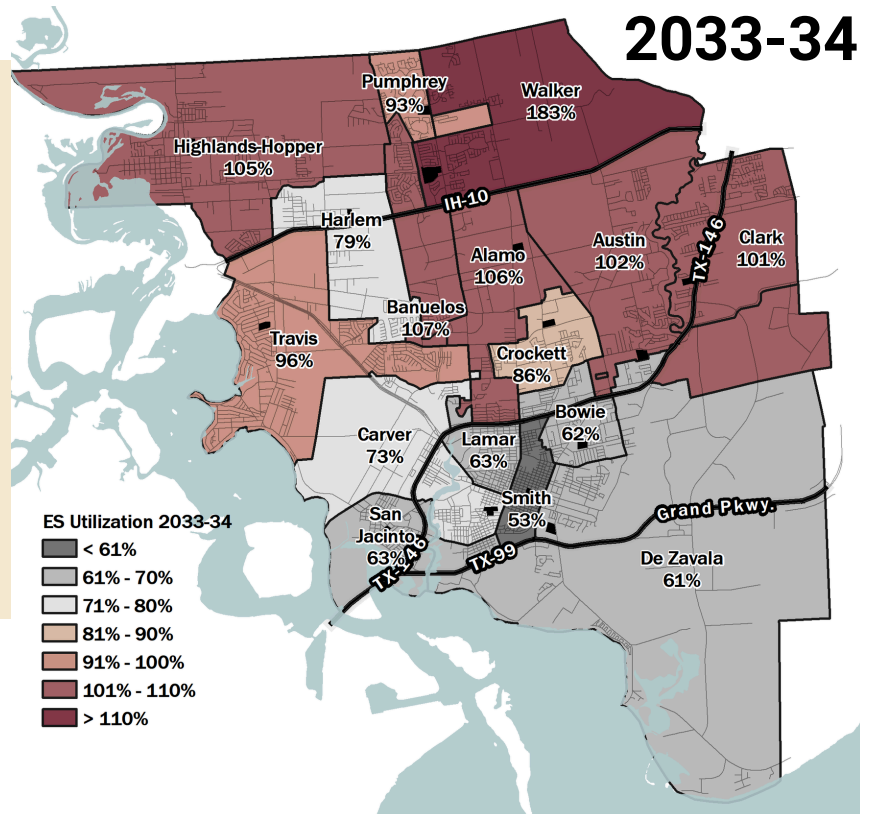 2033-34
Pumphrey
93%
Walker
183%
Highlands-Hopper
105%
IH-10
Harlem
79%
Alamo
106%
Austin
102%
TX-146
Clark
101%
Banuelos
107%
Travis
96%
Crockett
86%
Carver
73%
Lamar
63%
Bowie
62%
Smith
53%
San
Jacinto
63%
TX-146
TX-99
Grand Pkwy.
De Zavala
61%
ES Utilization 2033-34
< 61%
61% - 70%
71% - 80%
81% - 90%
91% - 100%
101% - 110%
> 110%